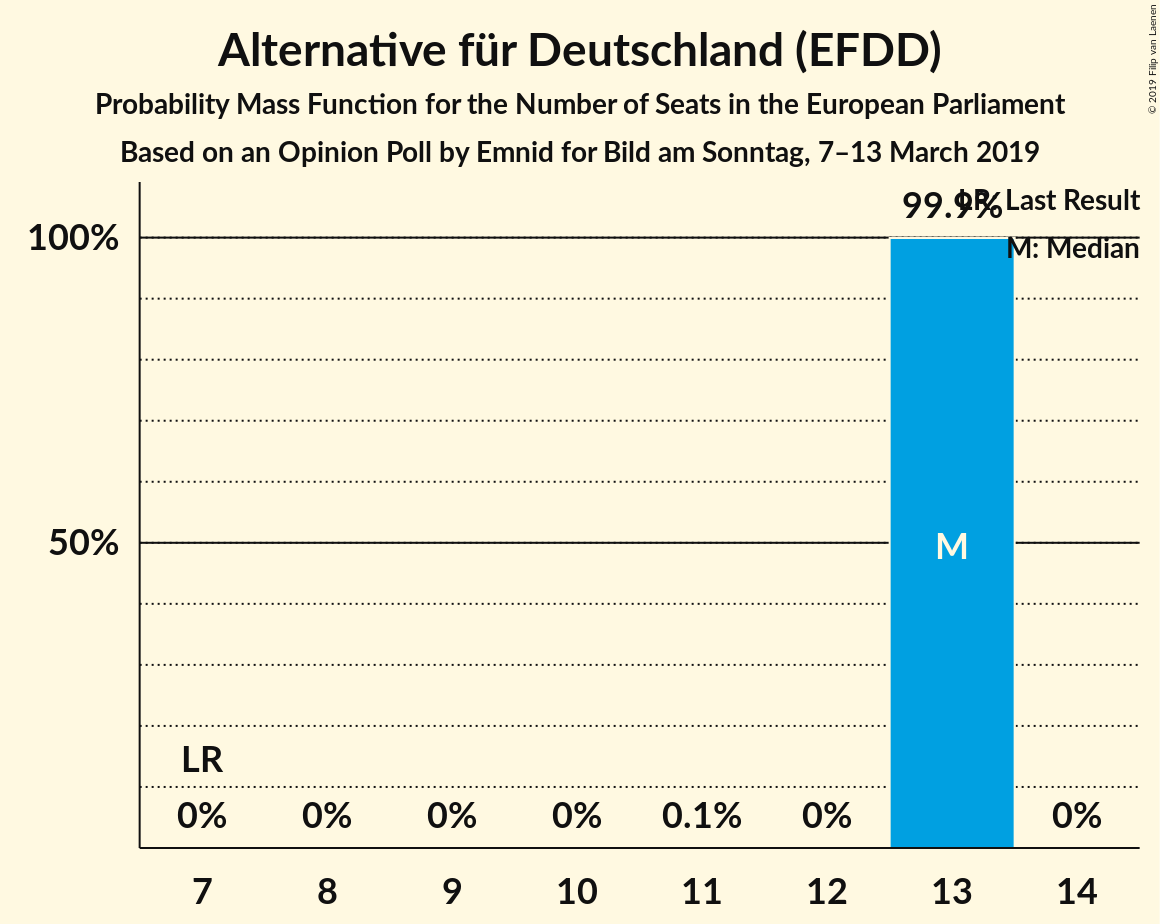 Alternative für Deutschland (EFDD)
Probability Mass Function for the Number of Seats in the European Parliament
Based on an Opinion Poll by Emnid for Bild am Sonntag, 7–13 March 2019
© 2019 Filip van Laenen
99.9%
LR: Last Result
100%
M: Median
50%
M
LR
0% 0% 0% 0% 0.1% 0% 0%
7 8 9 10 11 12 13 14